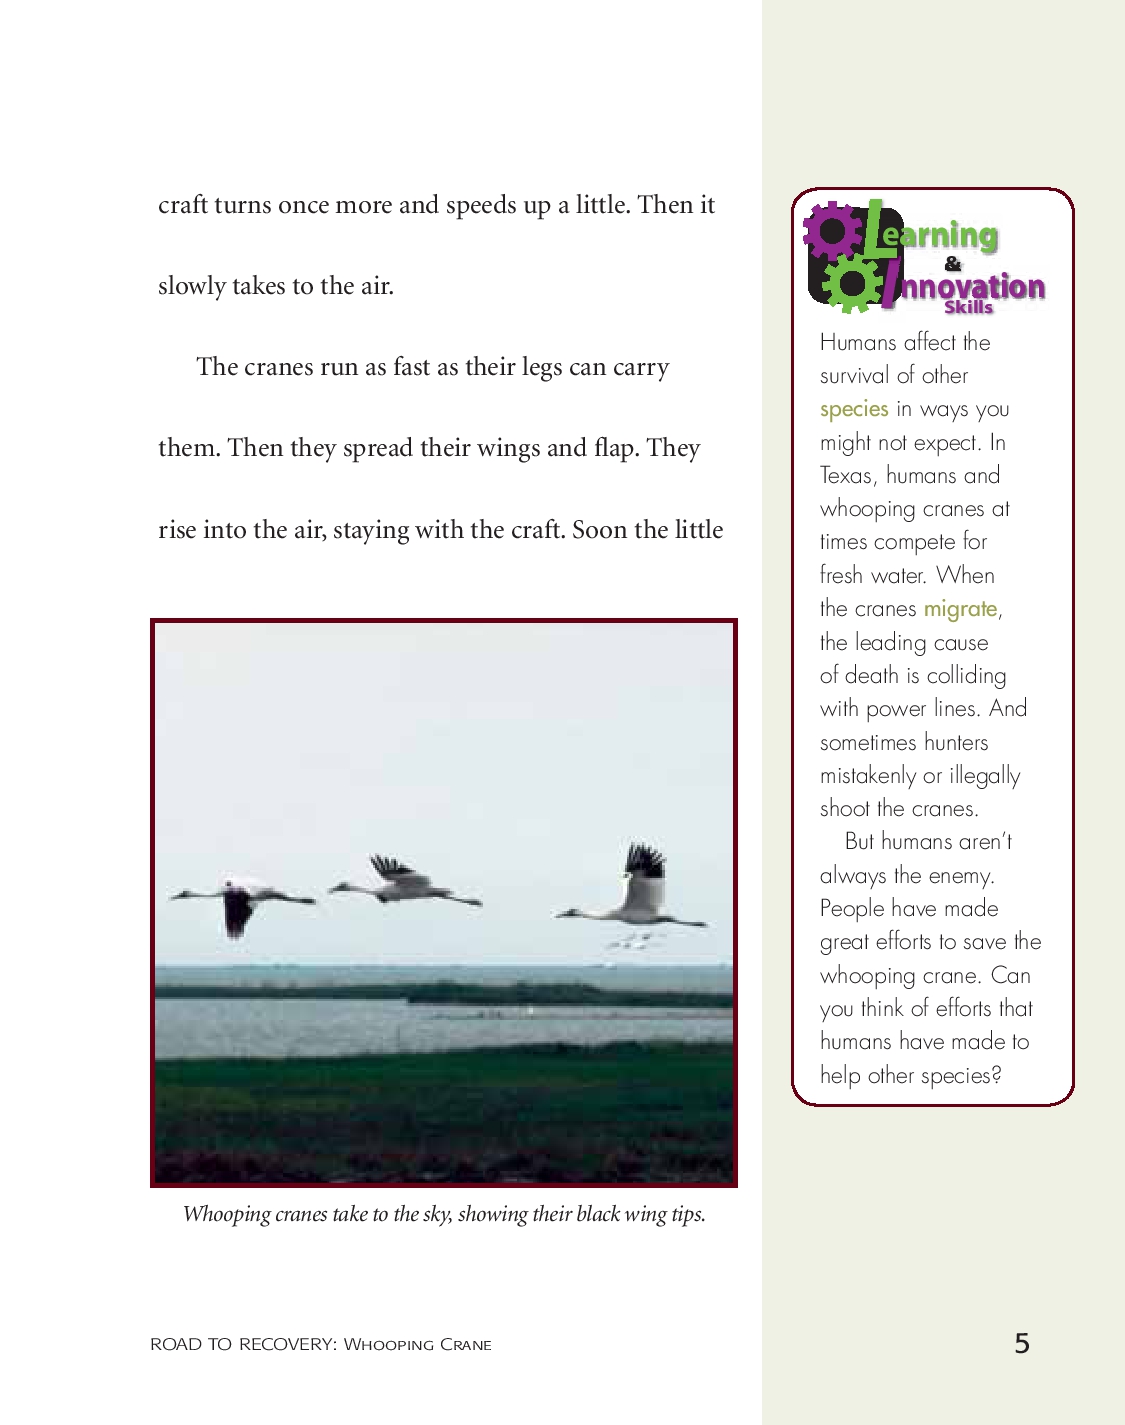 craft turns once more and speeds up a little. Then it
slowly takes to the air.
The cranes run as fast as their legs can carry
them. Then they spread their wings and flap. They
rise into the air, staying with the craft. Soon the little
Whooping cranes take to the sky, showing their black wing tips.
Learning
&
Innovation
Skills
Humans affect the
survival of other
species in ways you
might not expect. In
Texas, humans and
whooping cranes at
times compete for
fresh water. When
the cranes migrate,
the leading cause
of death is colliding
with power lines. And
sometimes hunters
mistakenly or illegally
shoot the cranes.
But humans aren't
always the enemy.
People have made
great efforts to save the
whooping crane. Can
you think of efforts that
humans have made to
help other species?
ROAD TO RECOVERY: Whooping Crane
5